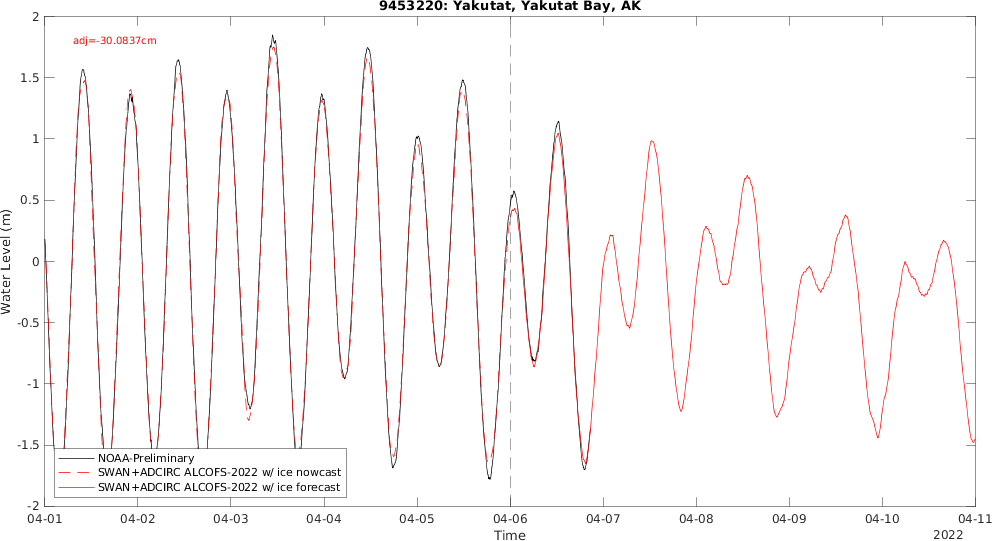 9453220: Yakutat, Yakutat Bay, AK
adj=-30.0837cm
2
1.5
1
0.5
0
-0.5
-1
-1.5
-2
Water Level (m)
NOAA-Preliminary
SWAN+ADCIRC ALCOFS-2022 w/ ice nowcast
SWAN+ADCIRC ALCOFS-2022 w/ ice forecast
04-01 04-02 04-03 04-04 04-05 04-06 04-07 04-08 04-09 04-10 04-11
Time
2022